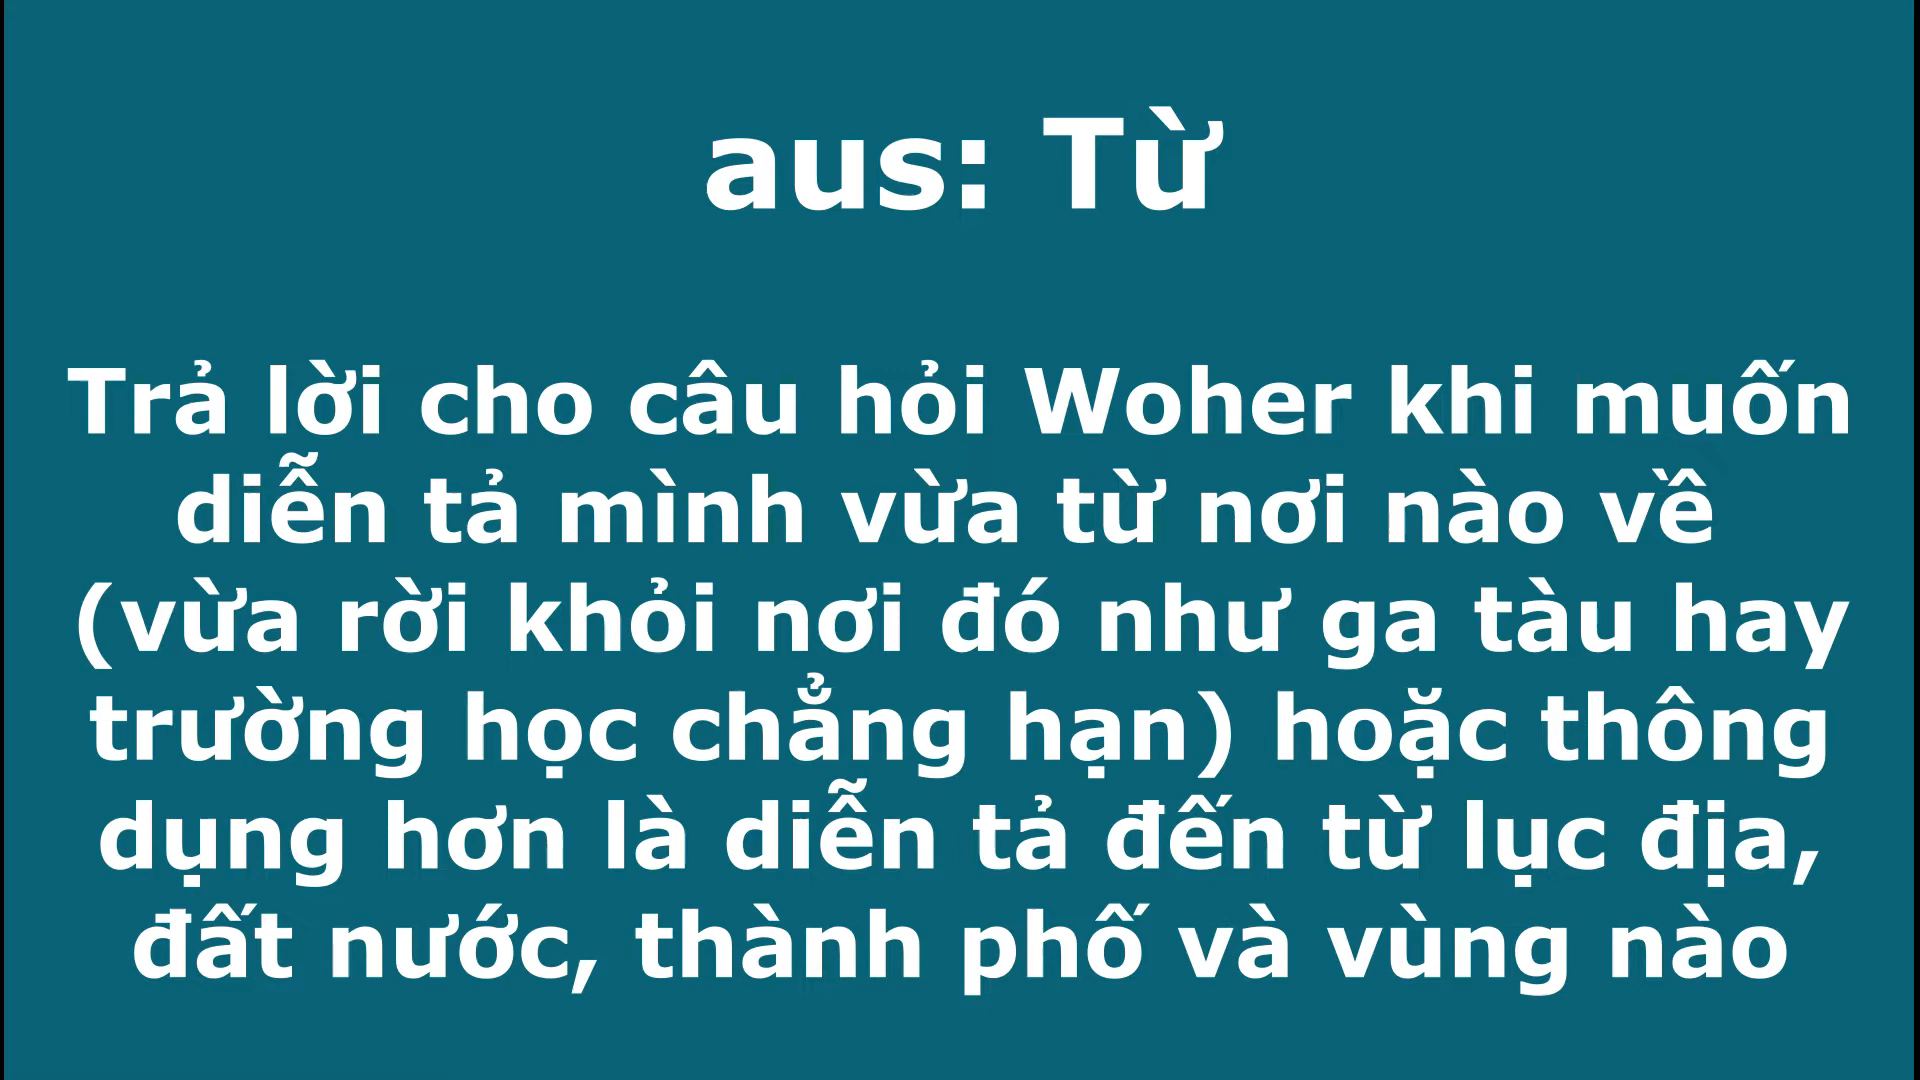 aus: Từ
Trả lời cho câu hỏi Woher khi muốn
diễn tả mình vừa từ nơi nào về
(vừa rời khỏi nơi đó như ga tàu hay
trường học chẳng hạn) hoặc thông
dụng hơn là diễn tả đến từ lục địa,
đất nước, thành phố và vùng nào